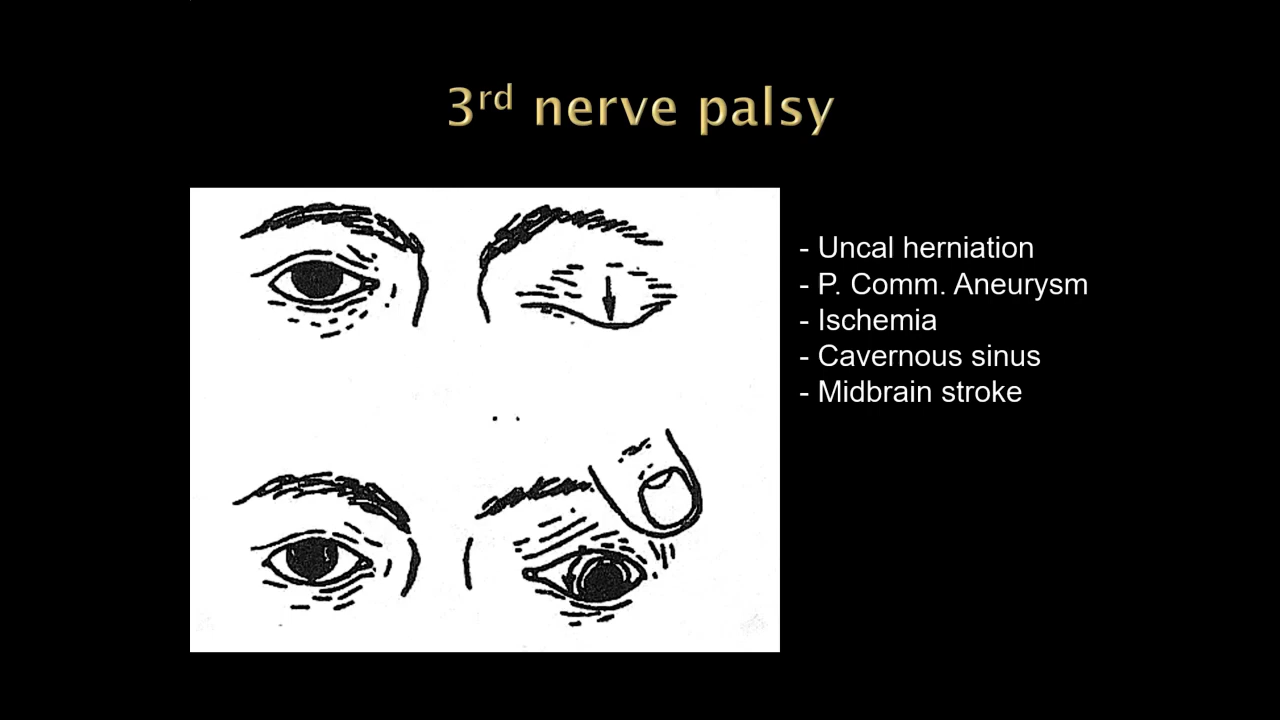 3rd nerve palsy
- Uncal herniation
- P. Comm. Aneurysm
- Ischemia
- Cavernous sinus
- Midbrain stroke